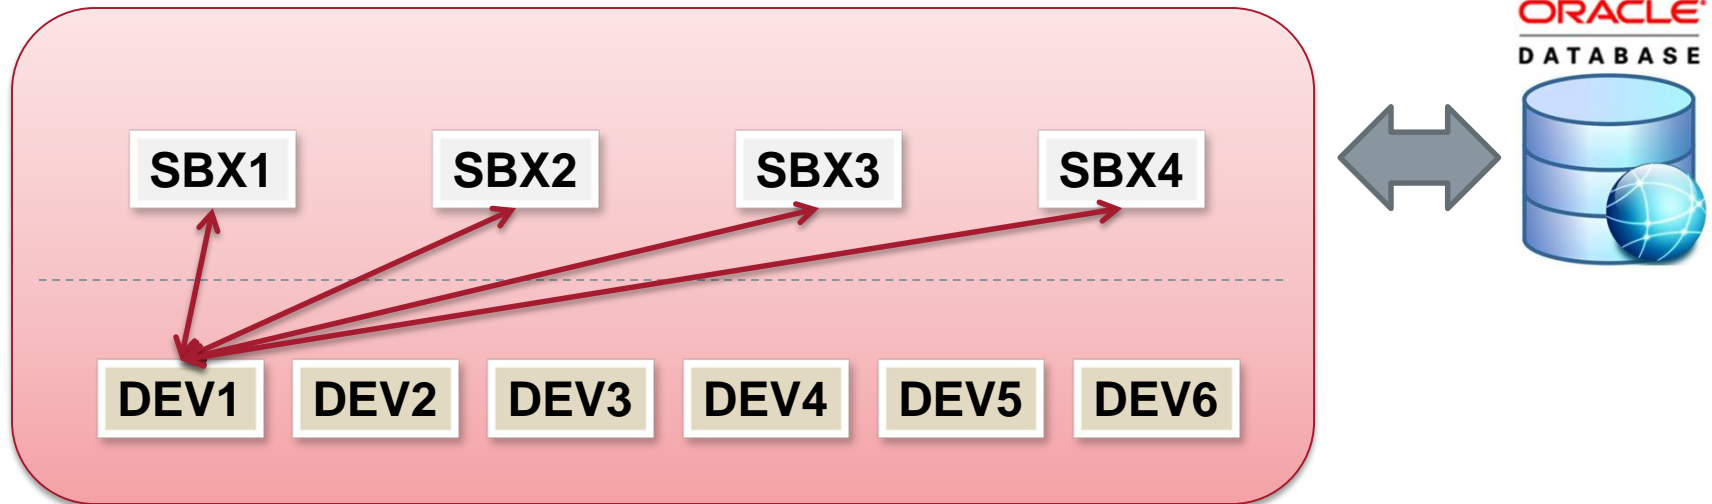 ORACLE
DATABASE
SBX1 SBX2 SBX3 SBX4
DEV1 DEV2 DEV3 DEV4 DEV5 DEV6